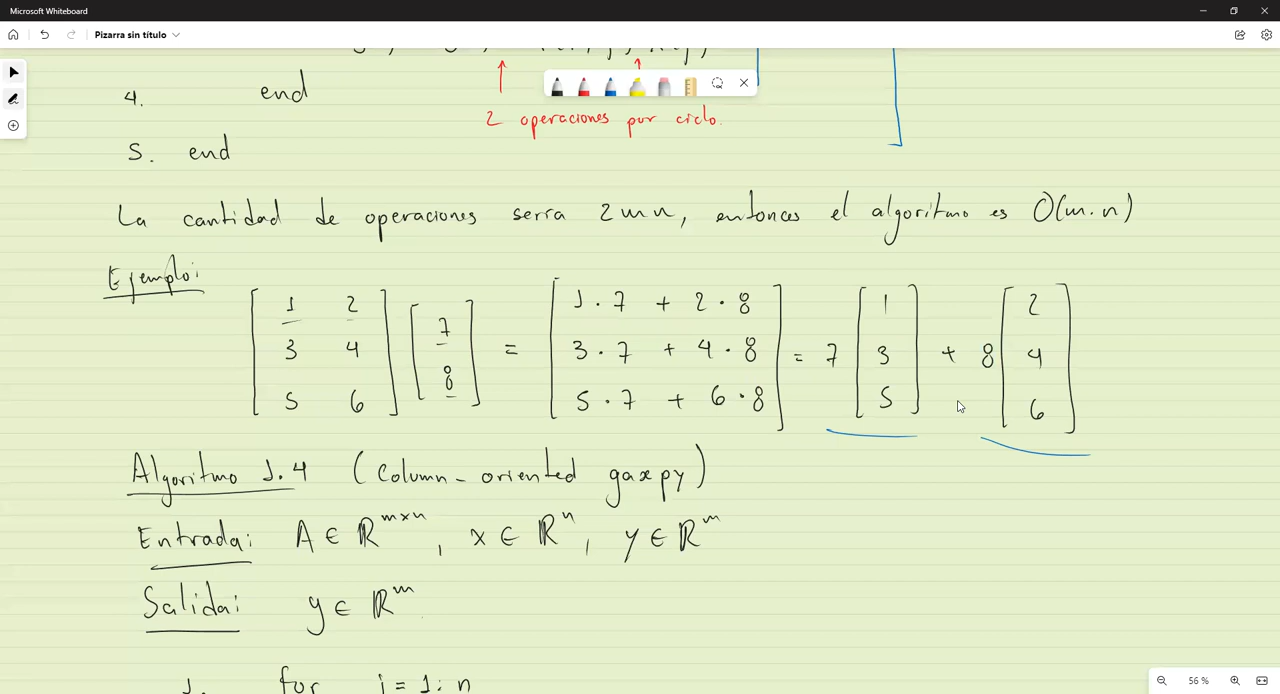 Microsoft Whiteboard
Pizarra sin título
4. end
2 operaciones por ciclo.
5. end
La cantidad de operaciones sería 2mn, entonces el algoritmo es O(m·n)
Ejemplo:
[1 2; 3 4; 5 6] [7; 8] = [1·7 + 2·8; 3·7 + 4·8; 5·7 + 6·8] = 7 [1; 3; 5] + 8 [2; 4; 6]
Algoritmo 1.4 (Column-oriented gaxpy)
Entrada: A ∈ ℝ^{m×n}, x ∈ ℝ^n, y ∈ ℝ^m
Salida: y ∈ ℝ^m
1. for j = 1:n
56 %